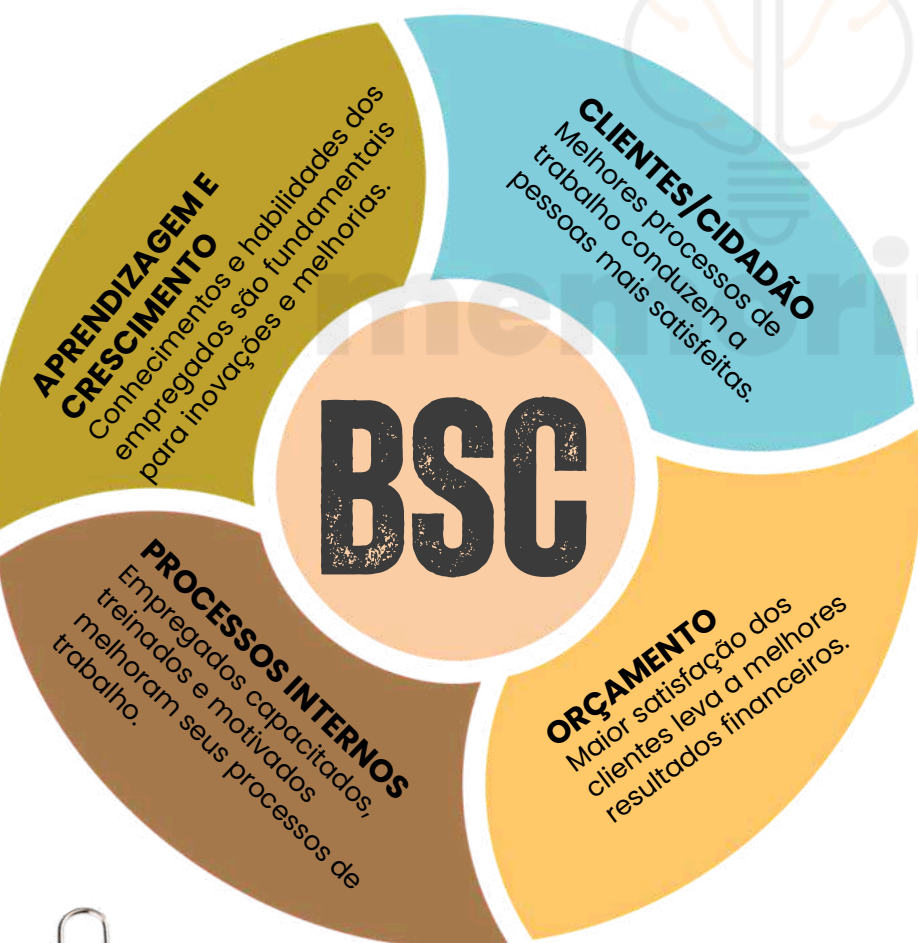 APRENDIZAGEM E
CRESCIMENTO
Conhecimentos e habilidades dos
empregados são fundamentais
para inovações e melhorias.
CLIENTES/CIDADÃO
Melhores processos de
trabalho conduzem a
pessoas mais satisfeitas.
BSC
PROCESSOS INTERNOS
Empregados capacitados,
treinados e motivados
melhoram seus processos de
trabalho.
ORÇAMENTO
Maior satisfação dos
clientes leva a melhores
resultados financeiros.